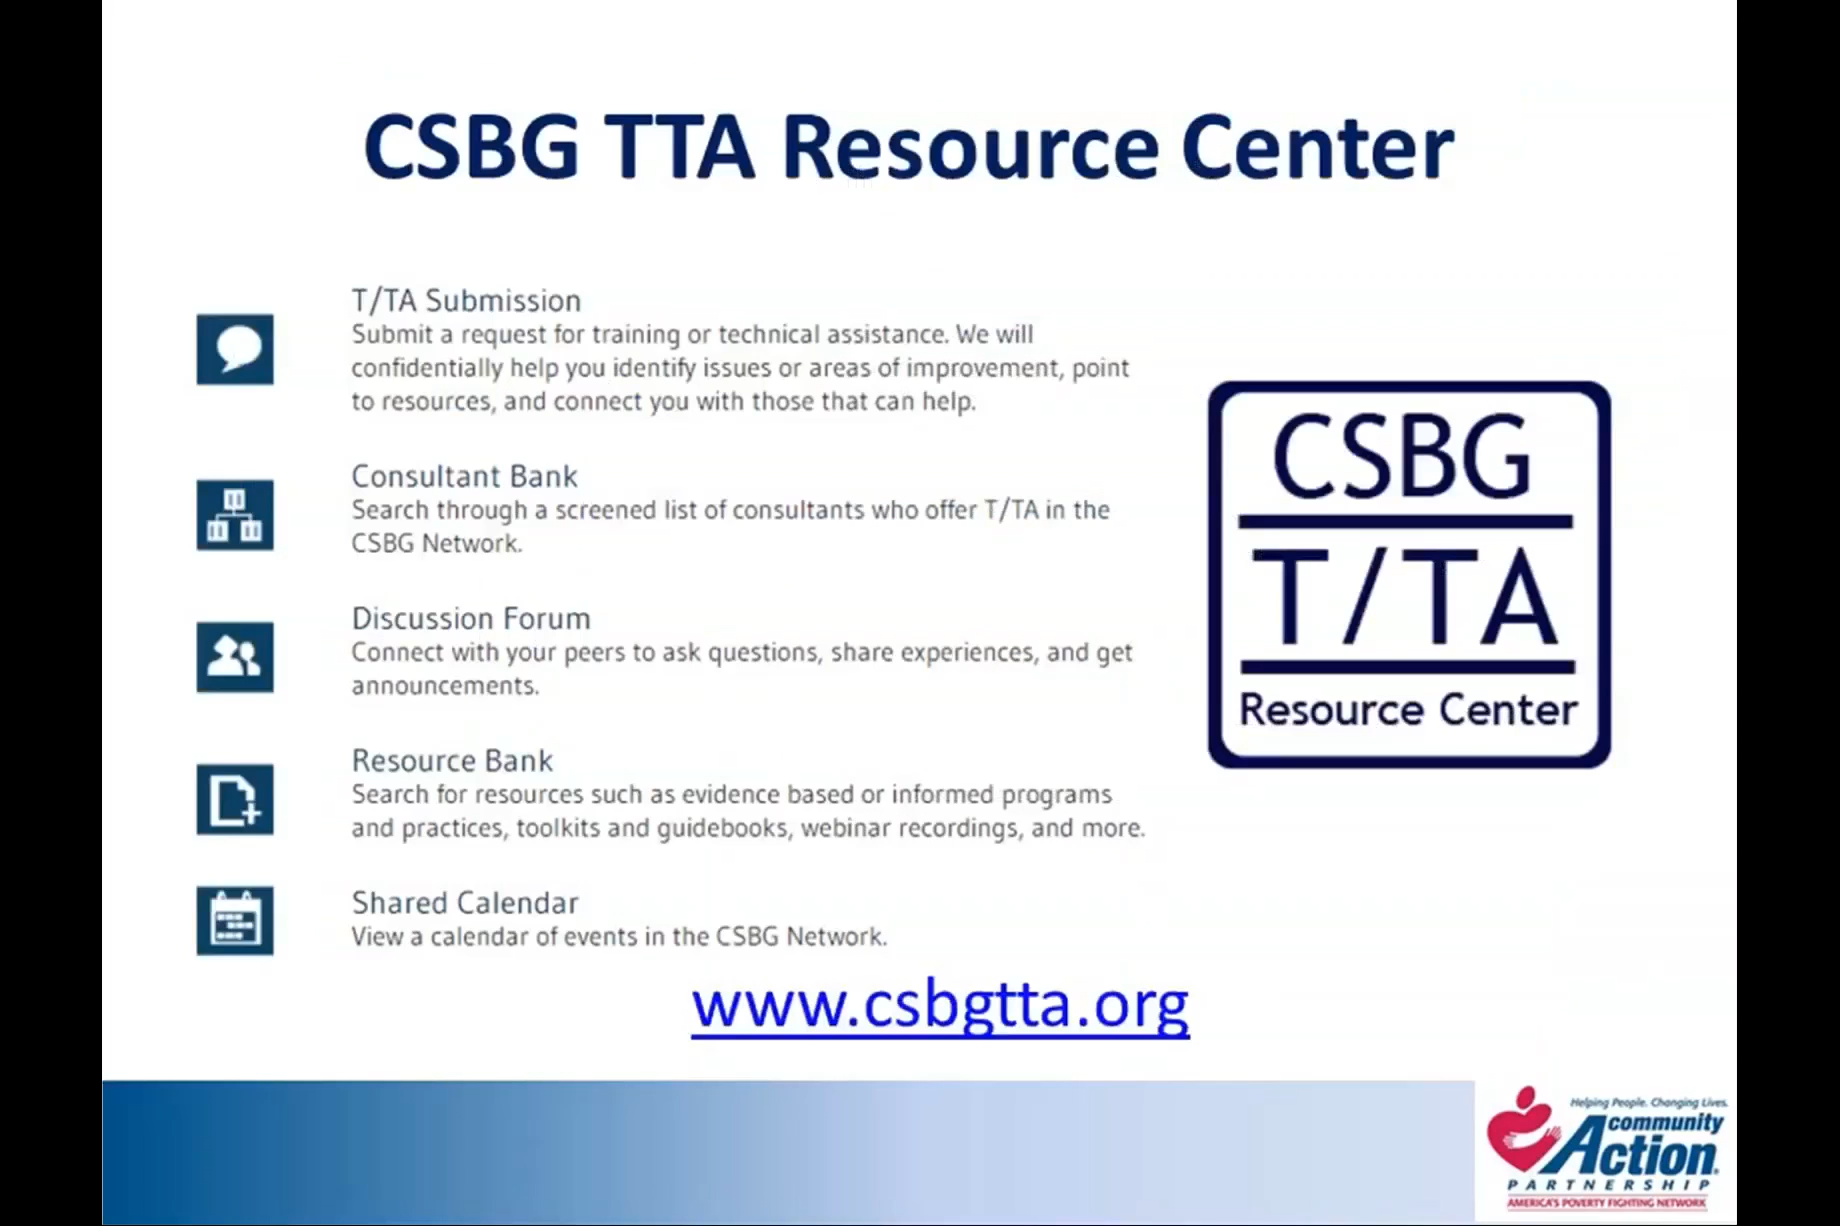 CSBG TTA Resource Center
T/TA Submission
Submit a request for training or technical assistance. We will
confidentially help you identify issues or areas of improvement, point
to resources, and connect you with those that can help.
Consultant Bank
Search through a screened list of consultants who offer T/TA in the
CSBG Network.
Discussion Forum
Connect with your peers to ask questions, share experiences, and get
announcements.
Resource Bank
Search for resources such as evidence based or informed programs
and practices, toolkits and guidebooks, webinar recordings, and more.
Shared Calendar
View a calendar of events in the CSBG Network.
CSBG
T/TA
Resource Center
www.csbgtta.org
Helping People. Changing Lives.
community
Action
PARTNERSHIP
AMERICA'S POVERTY FIGHTING NETWORK